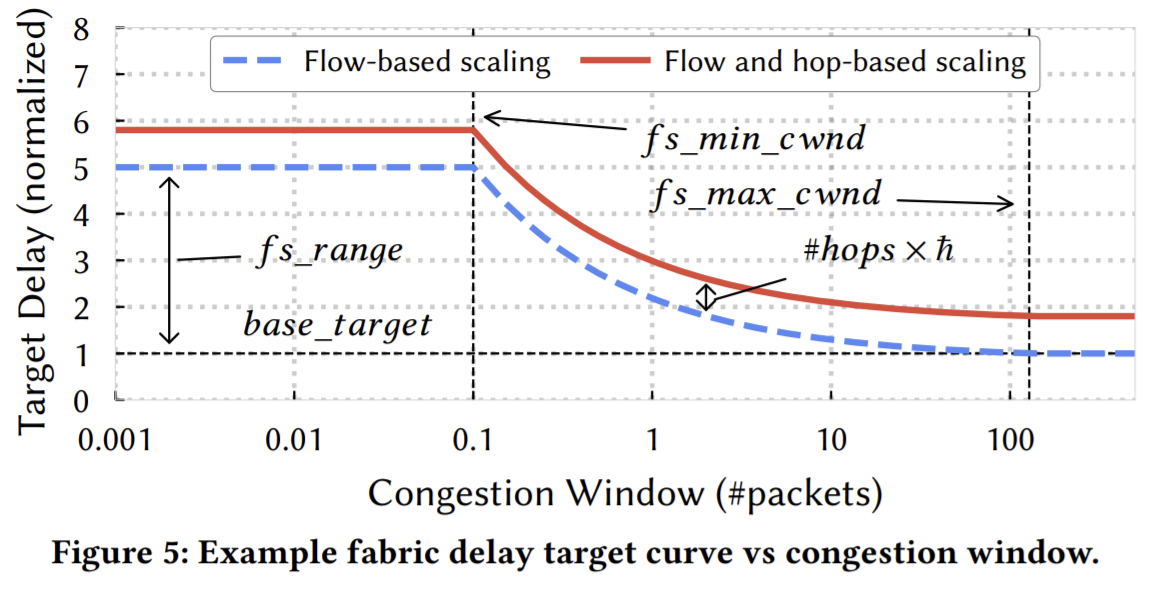 Target Delay (normalized)
8
7
6
5
4
3
2
1
0
Flow-based scaling
Flow and hop-based scaling
fs_min_cwnd
fs_max_cwnd
fs_range
#hops × ħ
base_target
0.001
0.01
0.1
1
10
100
Congestion Window (#packets)
Figure 5: Example fabric delay target curve vs congestion window.